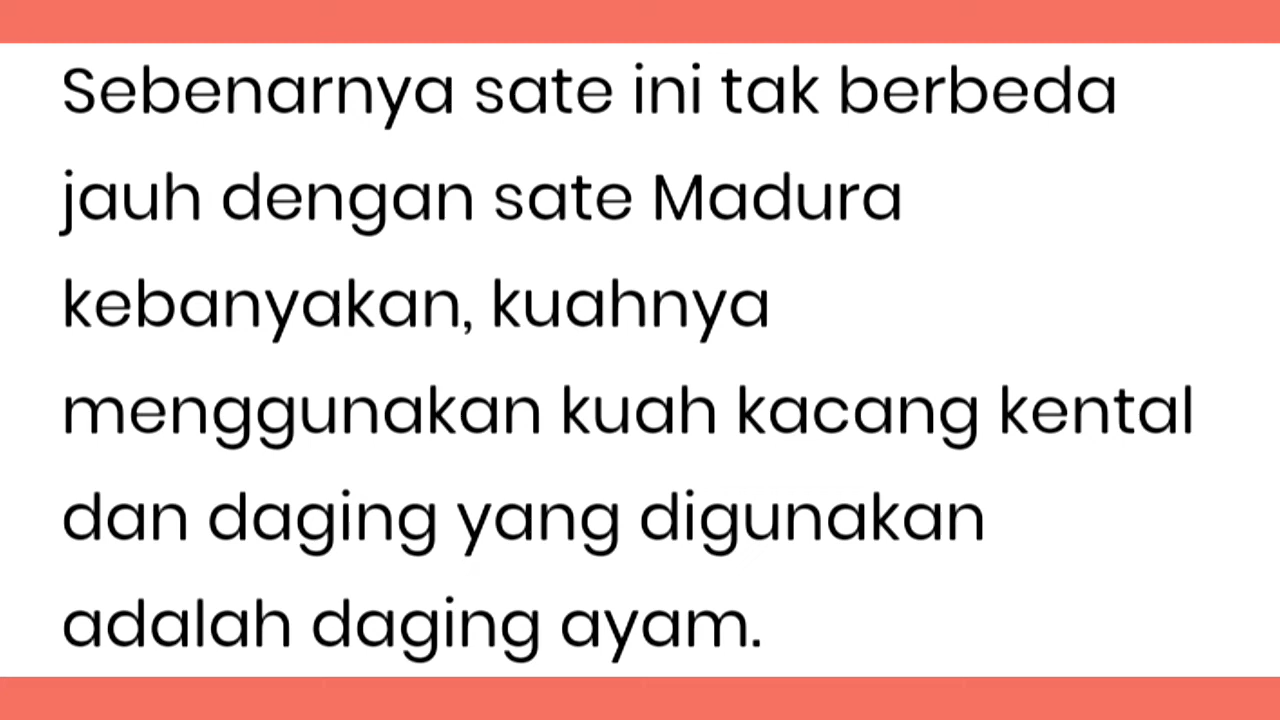 Sebenarnya sate ini tak berbeda
jauh dengan sate Madura
kebanyakan, kuahnya
menggunakan kuah kacang kental
dan daging yang digunakan
adalah daging ayam.